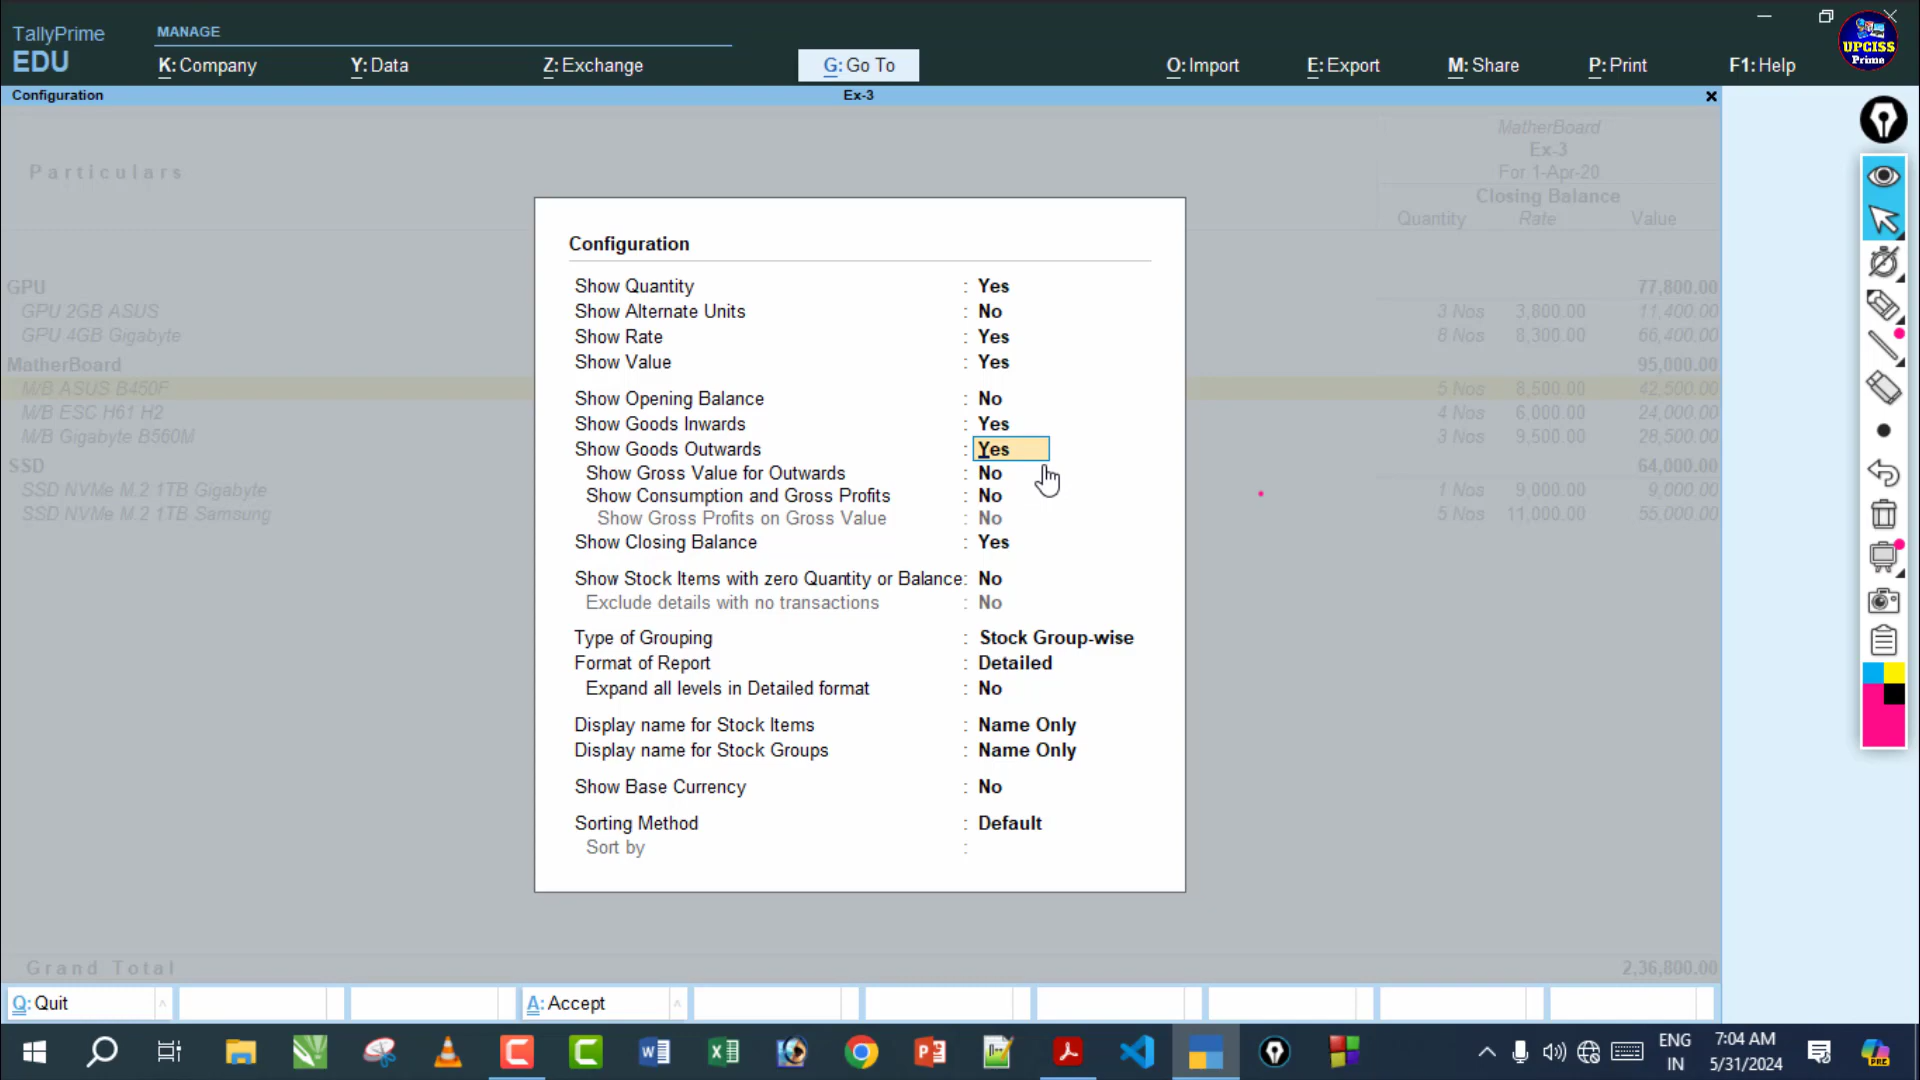 TallyPrime
EDU
MANAGE
K: Company
Y: Data
Z: Exchange
G: Go To
O: Import
E: Export
M: Share
P: Print
F1: Help
UPCISS
Prime
Configuration
Ex-3
Particulars
MatherBoard
Ex-3
For 1-Apr-20
Closing Balance
Quantity Rate Value
GPU 77,800.00
GPU 2GB ASUS 3 Nos 3,800.00 11,400.00
GPU 4GB Gigabyte 8 Nos 8,300.00 66,400.00
MatherBoard 95,000.00
M/B ASUS B450F 5 Nos 8,500.00 42,500.00
M/B ESC H61 H2 4 Nos 6,000.00 24,000.00
M/B Gigabyte B560M 3 Nos 9,500.00 28,500.00
SSD 64,000.00
SSD NVMe M.2 1TB Gigabyte 1 Nos 9,000.00 9,000.00
SSD NVMe M.2 1TB Samsung 5 Nos 11,000.00 55,000.00
Configuration
Show Quantity : Yes
Show Alternate Units : No
Show Rate : Yes
Show Value : Yes
Show Opening Balance : No
Show Goods Inwards : Yes
Show Goods Outwards : Yes
Show Gross Value for Outwards : No
Show Consumption and Gross Profits : No
Show Gross Profits on Gross Value : No
Show Closing Balance : Yes
Show Stock Items with zero Quantity or Balance: No
Exclude details with no transactions : No
Type of Grouping : Stock Group-wise
Format of Report : Detailed
Expand all levels in Detailed format : No
Display name for Stock Items : Name Only
Display name for Stock Groups : Name Only
Show Base Currency : No
Sorting Method : Default
Sort by :
Grand Total 2,36,800.00
Q: Quit
A: Accept
ENG
IN
7:04 AM
5/31/2024
PRE